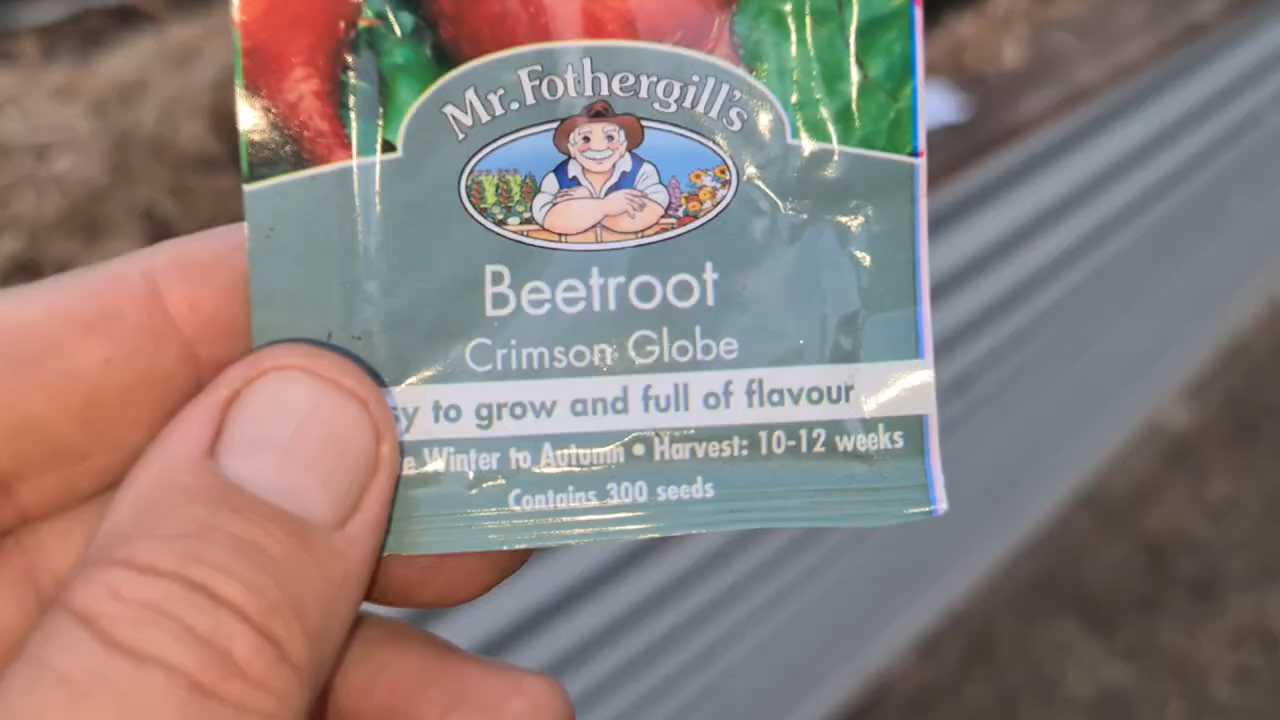 Mr. Fothergill's
Beetroot
Crimson Globe
to grow and full of flavour
Winter to Autumn • Harvest: 10-12 weeks
Contains 300 seeds